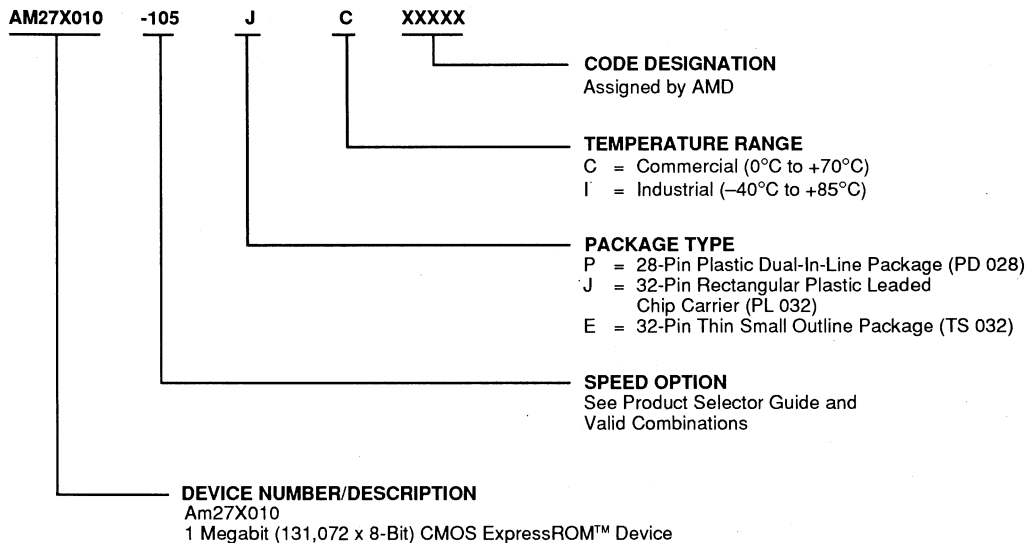 AM27X010 -105 J C XXXXX
CODE DESIGNATION
Assigned by AMD
TEMPERATURE RANGE
C = Commercial (0°C to +70°C)
I = Industrial (–40°C to +85°C)
PACKAGE TYPE
P = 28-Pin Plastic Dual-In-Line Package (PD 028)
J = 32-Pin Rectangular Plastic Leaded
Chip Carrier (PL 032)
E = 32-Pin Thin Small Outline Package (TS 032)
SPEED OPTION
See Product Selector Guide and
Valid Combinations
DEVICE NUMBER/DESCRIPTION
Am27X010
1 Megabit (131,072 x 8-Bit) CMOS ExpressROM™ Device